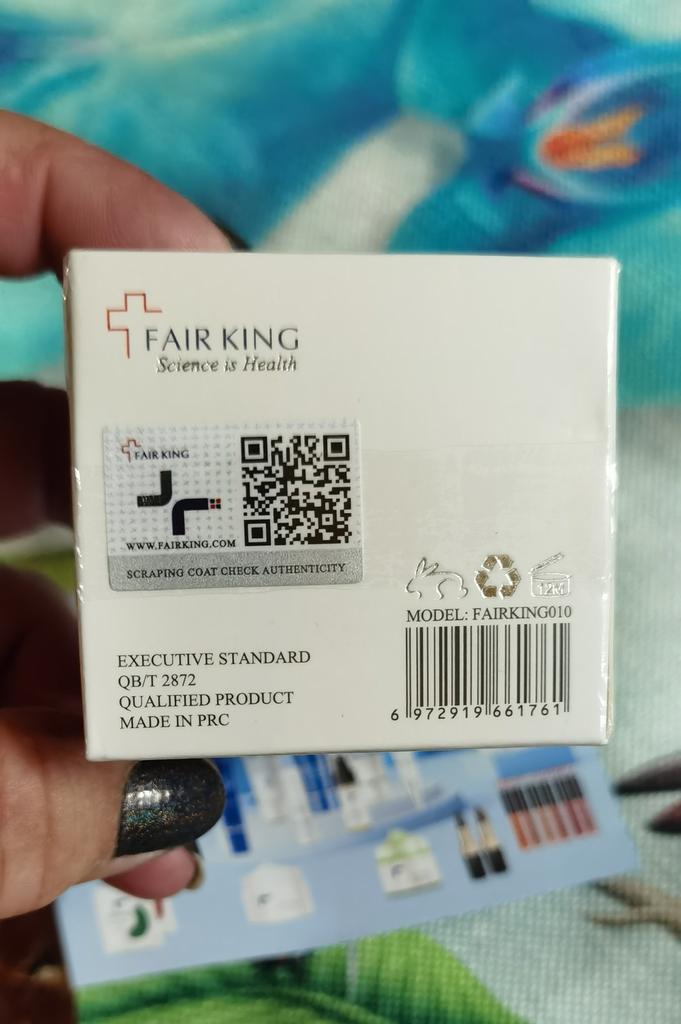 FAIR KING
Science is Health
FAIR KING
WWW.FAIRKING.COM
SCRAPING COAT CHECK AUTHENTICITY
12M
MODEL: FAIRKING010
EXECUTIVE STANDARD
QB/T 2872
QUALIFIED PRODUCT
MADE IN PRC
6 972919 661761